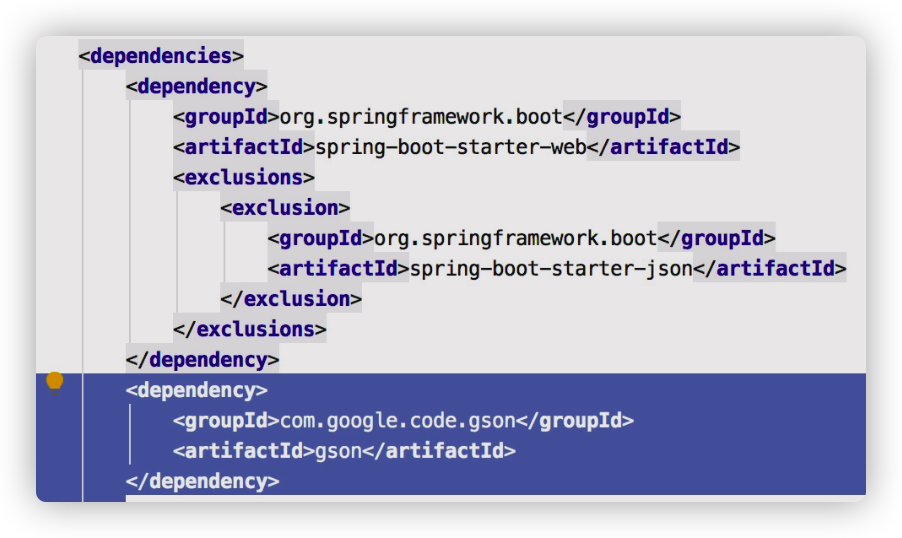 <dependencies>
<dependency>
<groupId>org.springframework.boot</groupId>
<artifactId>spring-boot-starter-web</artifactId>
<exclusions>
<exclusion>
<groupId>org.springframework.boot</groupId>
<artifactId>spring-boot-starter-json</artifactId>
</exclusion>
</exclusions>
</dependency>
<dependency>
<groupId>com.google.code.gson</groupId>
<artifactId>gson</artifactId>
</dependency>